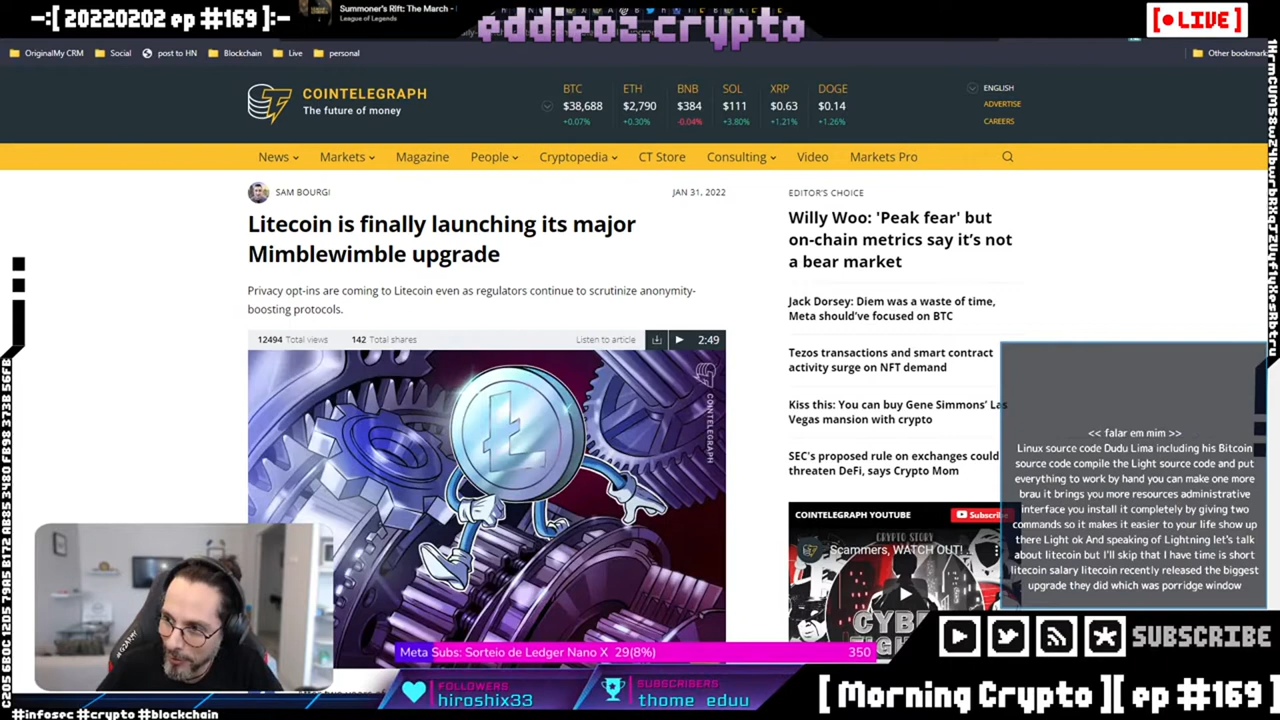 -:[ 20220202 ep #169 ]:-
Summoner's Rift: The March -
League of Legends
eddieoz.crypto
[ LIVE ]
OriginalMy CRM
Social
post to HN
Blockchain
Live
personal
Other bookmark
COINTELEGRAPH
The future of money
BTC ETH BNB SOL XRP DOGE
$38,688 $2,790 $384 $111 $0.63 $0.14
+0.07% +0.30% -0.04% +3.80% +1.21% +1.26%
ENGLISH
ADVERTISE
CAREERS
News Markets Magazine People Cryptopedia CT Store Consulting Video Markets Pro
SAM BOURGI
JAN 31, 2022
Litecoin is finally launching its major
Mimblewimble upgrade
Privacy opt-ins are coming to Litecoin even as regulators continue to scrutinize anonymity-
boosting protocols.
12494 Total views
142 Total shares
Listen to article
2:49
COINTELEGRAPH
EDITOR'S CHOICE
Willy Woo: 'Peak fear' but
on-chain metrics say it's not
a bear market
Jack Dorsey: Diem was a waste of time,
Meta should've focused on BTC
Tezos transactions and smart contract
activity surge on NFT demand
Kiss this: You can buy Gene Simmons' Las
Vegas mansion with crypto
SEC's proposed rule on exchanges could
threaten DeFi, says Crypto Mom
COINTELEGRAPH YOUTUBE
Subscribe
CRYPTO STORY
Scammers, WATCH OUT!
CYBE
<< falar em mim >>
Linux source code Dudu Lima including his Bitcoin
source code compile the Light source code and put
everything to work by hand you can make one more
brau it brings you more resources administrative
interface you install it completely by giving two
commands so it makes it easier to your life show up
there Light ok And speaking of Lightning let's talk
about litecoin but I'll skip that I have time is short
litecoin salary litecoin recently released the biggest
upgrade they did which was porridge window
Meta Subs: Sorteio de Ledger Nano X 29(8%)
350
FOLLOWERS
hiroshix33
SUBSCRIBERS
thome_eduu
SUBSCRIBE
[ Morning Crypto ][ ep #169 ]
#infosec #crypto #blockchain